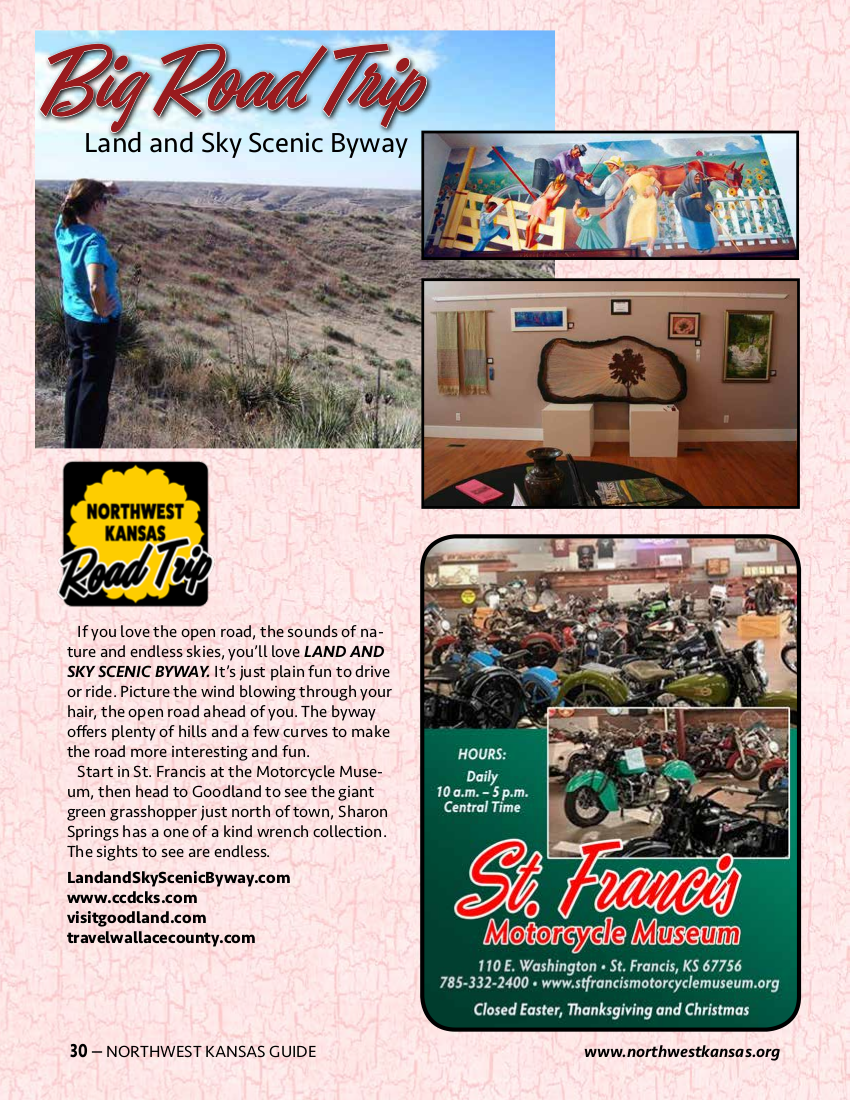 Big Road Trip
Land and Sky Scenic Byway
NORTHWEST
KANSAS
Road Trip
If you love the open road, the sounds of na-
ture and endless skies, you’ll love LAND AND
SKY SCENIC BYWAY. It’s just plain fun to drive
or ride. Picture the wind blowing through your
hair, the open road ahead of you. The byway
offers plenty of hills and a few curves to make
the road more interesting and fun.
Start in St. Francis at the Motorcycle Muse-
um, then head to Goodland to see the giant
green grasshopper just north of town, Sharon
Springs has a one of a kind wrench collection.
The sights to see are endless.
LandandSkyScenicByway.com
www.ccdcks.com
visitgoodland.com
travelwallacecounty.com
HOURS:
Daily
10 a.m. – 5 p.m.
Central Time
St. Francis
Motorcycle Museum
110 E. Washington • St. Francis, KS 67756
785-332-2400 • www.stfrancismotorcyclemuseum.org
Closed Easter, Thanksgiving and Christmas
30 – NORTHWEST KANSAS GUIDE
www.northwestkansas.org